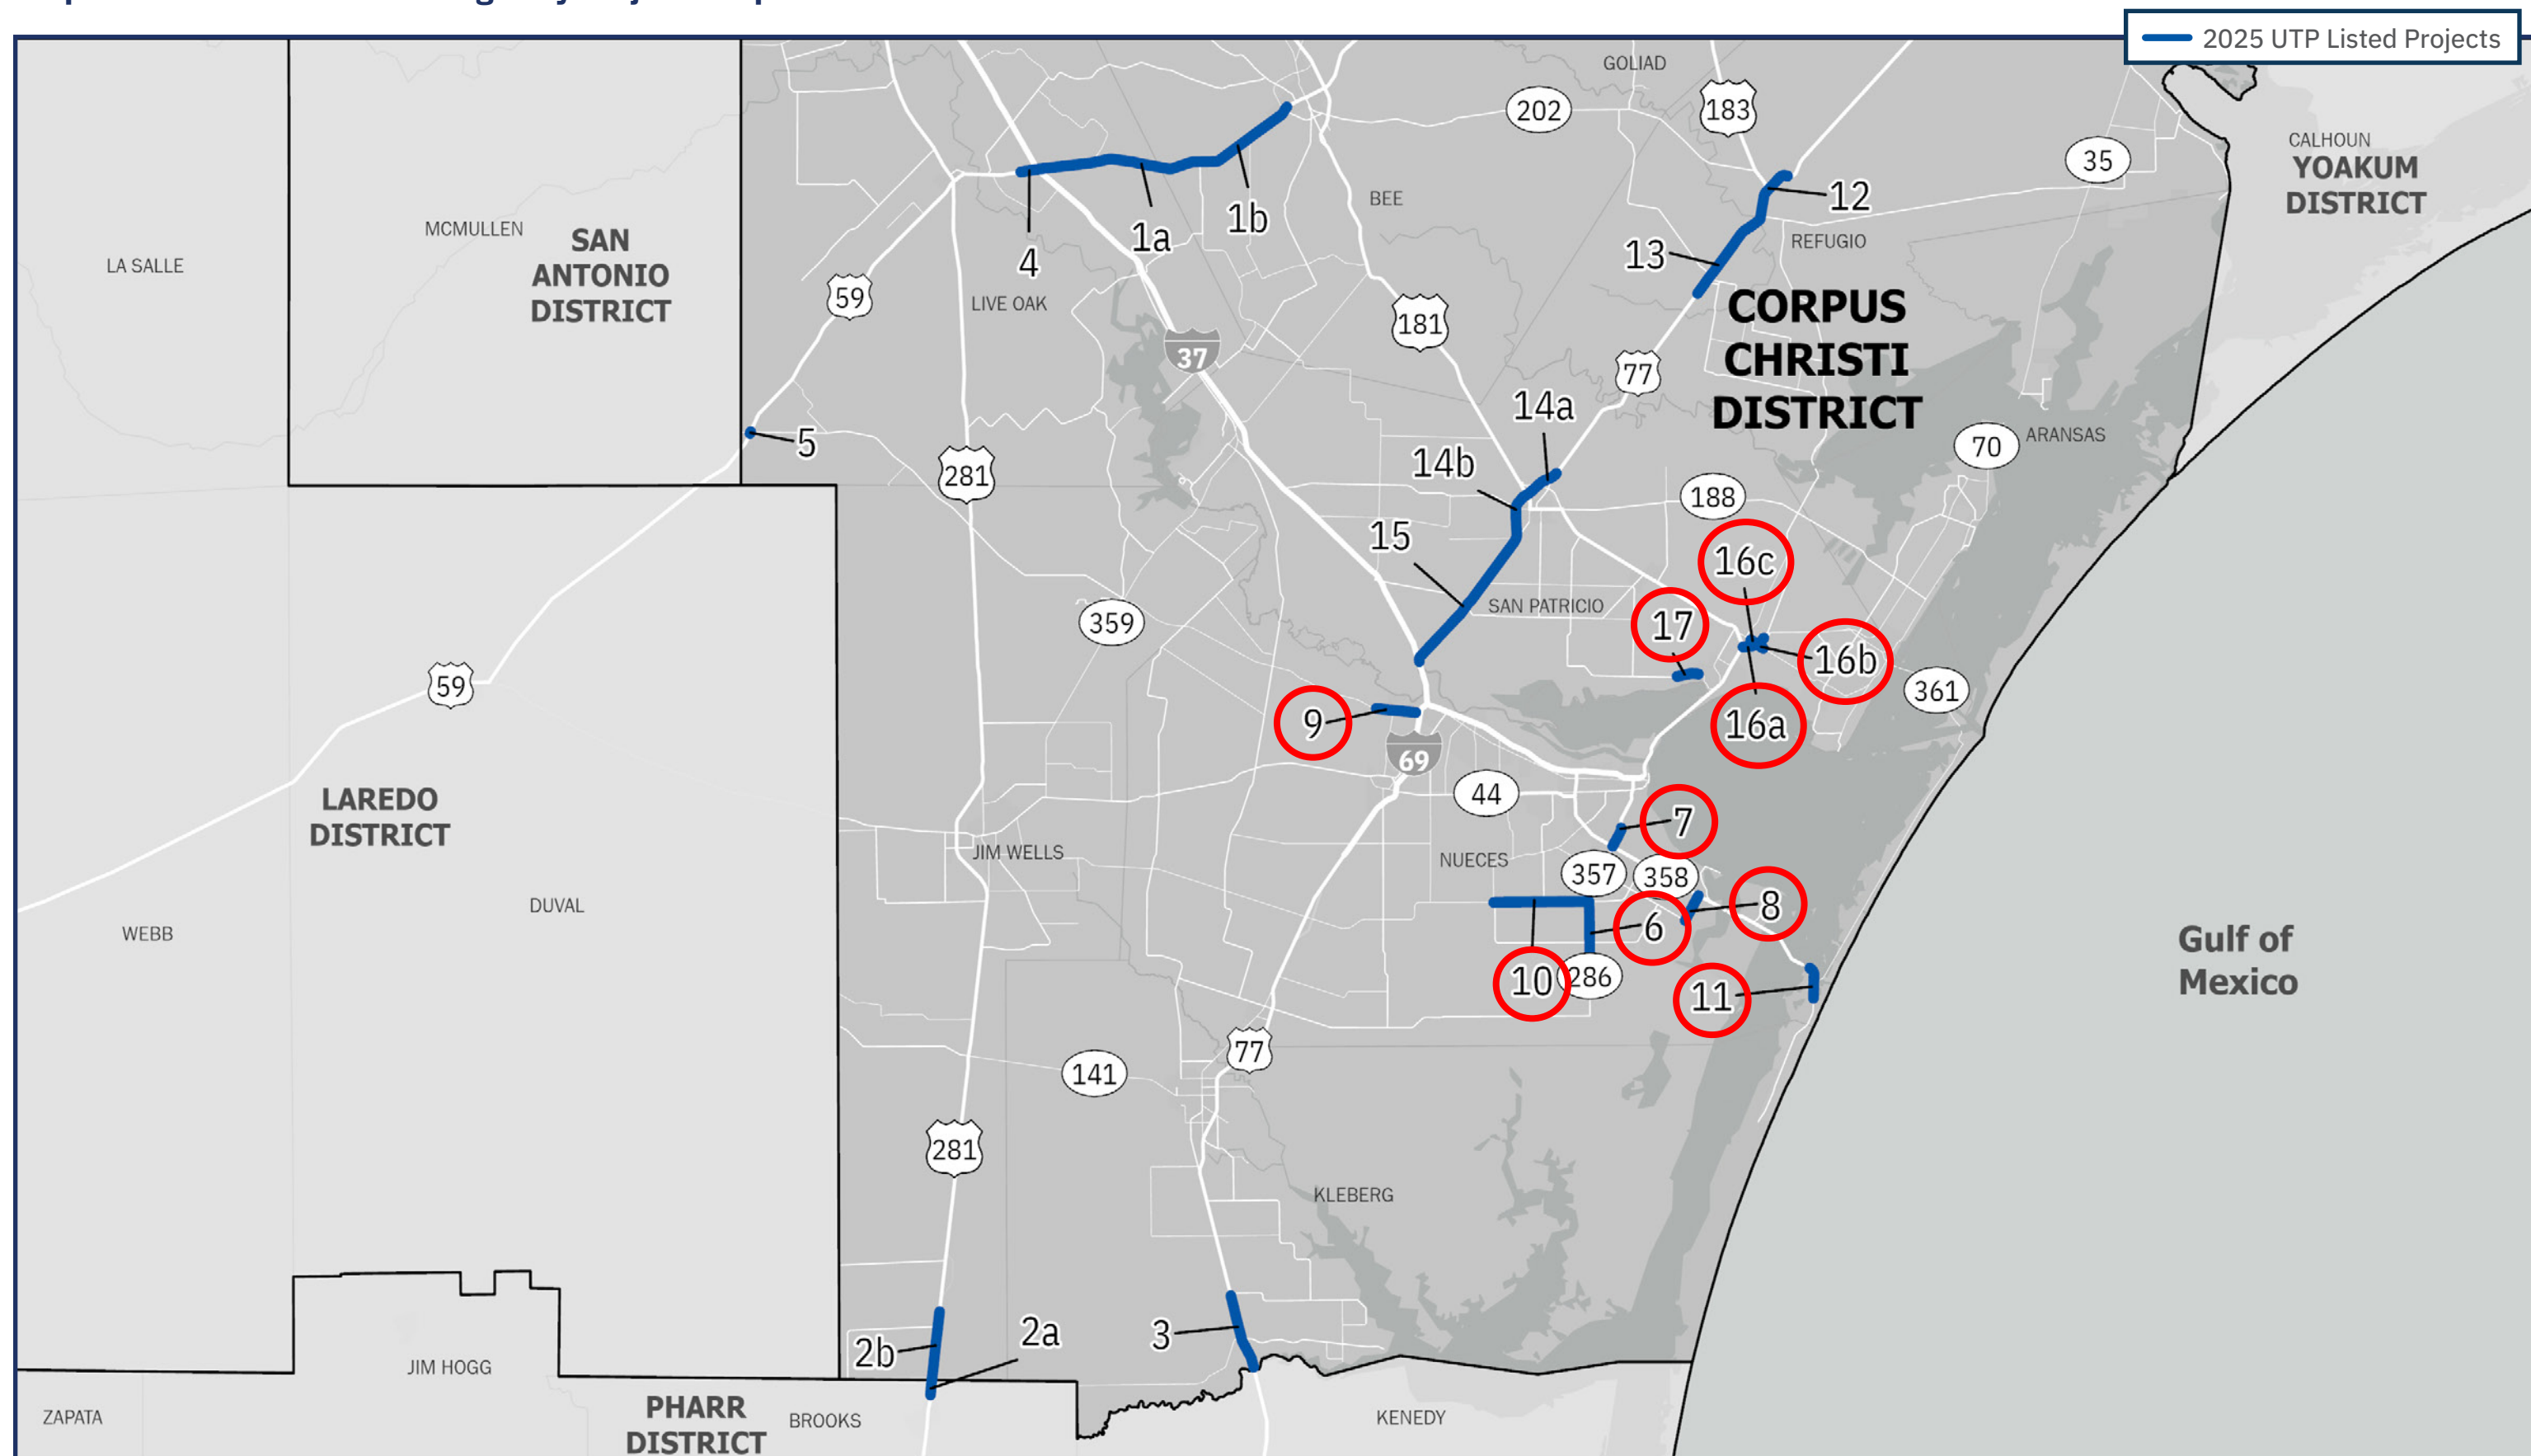 2025 UTP Listed Projects
GOLIAD
202
183
35
CALHOUN
YOAKUM
DISTRICT
MCMULLEN
SAN
ANTONIO
DISTRICT
LA SALLE
BEE
12
1b
1a
4
13
REFUGIO
59
LIVE OAK
37
181
CORPUS
CHRISTI
DISTRICT
77
14a
5
14b
281
70
ARANSAS
188
15
16c
359
SAN PATRICIO
17
16b
59
361
9
16a
69
44
LAREDO
DISTRICT
7
JIM WELLS
NUECES
357
358
DUVAL
WEBB
8
6
10
286
11
Gulf of
Mexico
77
141
281
KLEBERG
2b
2a
3
JIM HOGG
ZAPATA
PHARR
DISTRICT
BROOKS
KENEDY